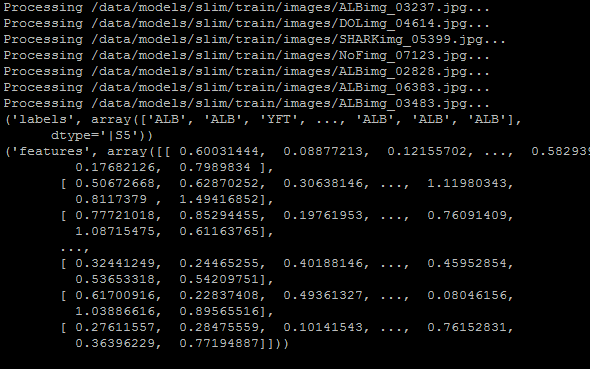 Processing /data/models/slim/train/images/ALBimg_03237.jpg...
Processing /data/models/slim/train/images/DOLimg_04614.jpg...
Processing /data/models/slim/train/images/SHARKimg_05399.jpg...
Processing /data/models/slim/train/images/NoFimg_07123.jpg...
Processing /data/models/slim/train/images/ALBimg_02828.jpg...
Processing /data/models/slim/train/images/ALBimg_06383.jpg...
Processing /data/models/slim/train/images/ALBimg_03483.jpg...
('labels', array(['ALB', 'ALB', 'YFT', ..., 'ALB', 'ALB', 'ALB'],
dtype='|S5'))
('features', array([[ 0.60031444, 0.08877213, 0.12155702, ..., 0.58293
0.17682126, 0.7989834 ],
[ 0.50672668, 0.62870252, 0.30638146, ..., 1.11980343,
0.8117379 , 1.49416852],
[ 0.77721018, 0.85294455, 0.19761953, ..., 0.76091409,
1.08715475, 0.61163765],
...,
[ 0.32441249, 0.24465255, 0.40188146, ..., 0.45952854,
0.53653318, 0.54209751],
[ 0.61700916, 0.22837408, 0.49361327, ..., 0.08046156,
1.03886616, 0.89565516],
[ 0.27611557, 0.28475559, 0.10141543, ..., 0.76152831,
0.36396229, 0.77194887]]))